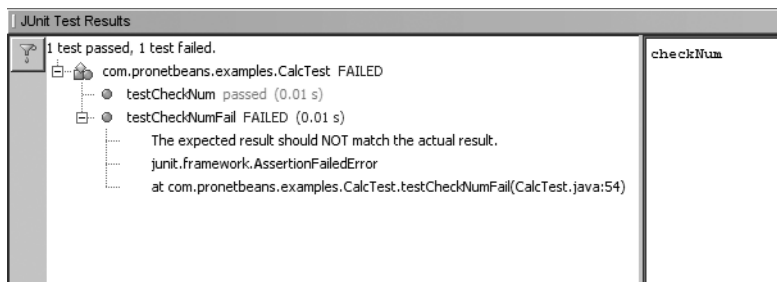 JUnit Test Results
1 test passed, 1 test failed.
com.pronetbeans.examples.CalcTest FAILED
testCheckNum passed (0.01 s)
testCheckNumFail FAILED (0.01 s)
The expected result should NOT match the actual result.
junit.framework.AssertionFailedError
at com.pronetbeans.examples.CalcTest.testCheckNumFail(CalcTest.java:54)
checkNum